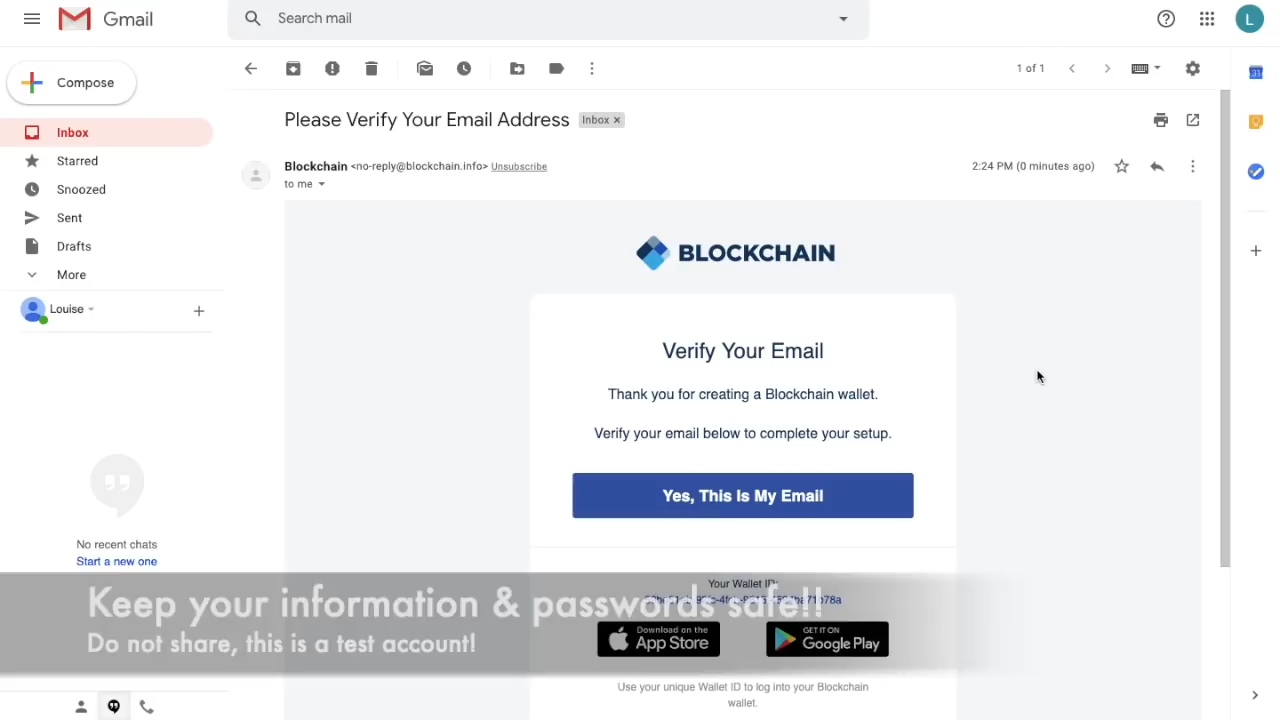 Gmail
Search mail
L
Compose
1 of 1
Inbox
Starred
Snoozed
Sent
Drafts
More
Louise
No recent chats
Start a new one
Please Verify Your Email Address
Inbox ×
Blockchain <no-reply@blockchain.info> Unsubscribe
2:24 PM (0 minutes ago)
to me
31
BLOCKCHAIN
Verify Your Email
Thank you for creating a Blockchain wallet.
Verify your email below to complete your setup.
Yes, This Is My Email
Your Wallet ID:
Keep your information & passwords safe!!
Do not share, this is a test account!
Download on the
App Store
GET IT ON
Google Play
Use your unique Wallet ID to log into your Blockchain
wallet.